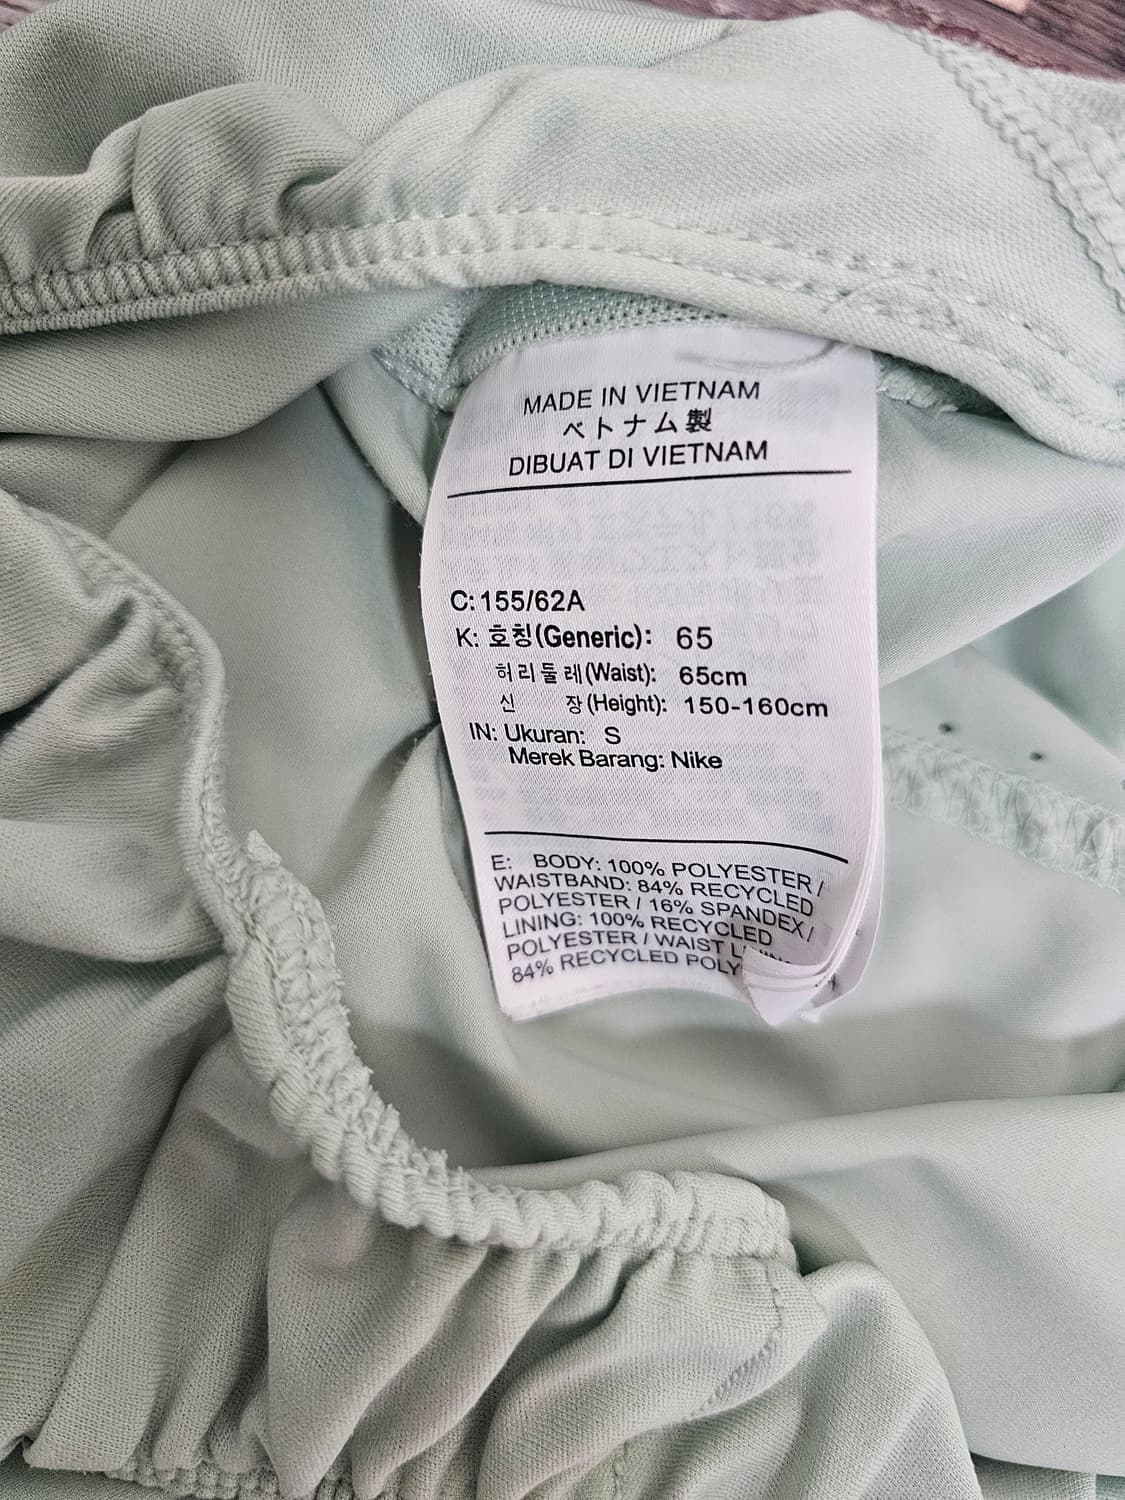 MADE IN VIETNAM
ベトナム製
DIBUAT DI VIETNAM
C: 155/62A
K: 호칭(Generic): 65
허리둘레(Waist): 65cm
신 장(Height): 150-160cm
IN: Ukuran: S
Merek Barang: Nike
E: BODY: 100% POLYESTER /
WAISTBAND: 84% RECYCLED
POLYESTER / 16% SPANDEX /
LINING: 100% RECYCLED
POLYESTER / WAIST
84% RECYCLED